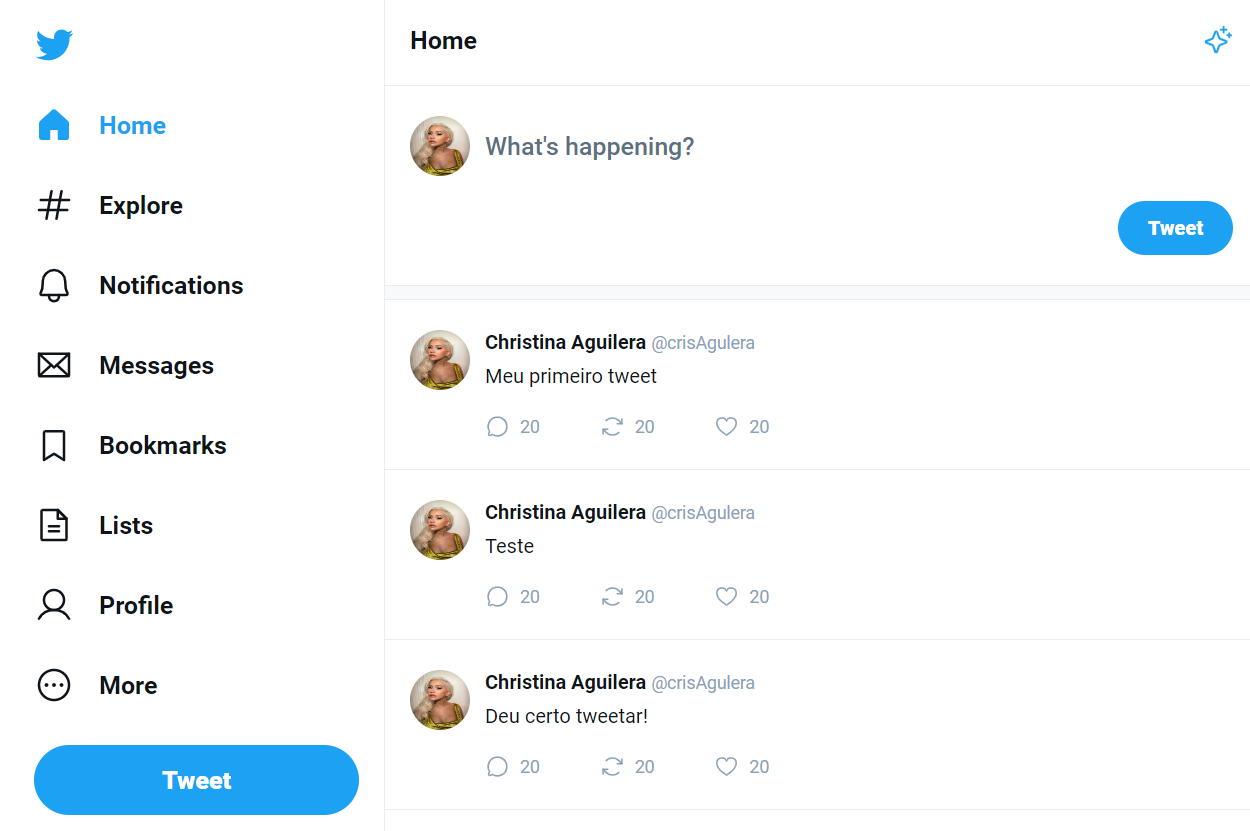 Home
Explore
Notifications
Messages
Bookmarks
Lists
Profile
More
Tweet
Home
What's happening?
Tweet
Christina Aguilera @crisAgulera
Meu primeiro tweet
20 20 20
Christina Aguilera @crisAgulera
Teste
20 20 20
Christina Aguilera @crisAgulera
Deu certo tweetar!
20 20 20